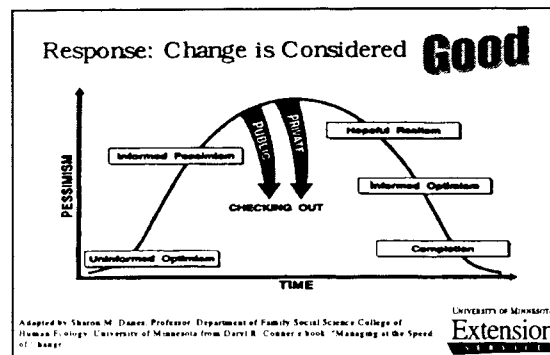 Response: Change is Considered Good
PESSIMISM
Informed Pessimism
PUBLIC
PRIVATE
Hopeful Realism
CHECKING OUT
Informed Optimism
Uninformed Optimism
Completion
TIME
Adapted by Sharon M. Danes, Professor, Department of Family Social Science College of
Human Ecology, University of Minnesota from Daryl R. Conner's book "Managing at the Speed
of Change
UNIVERSITY OF MINNESOTA
Extension
SERVICE